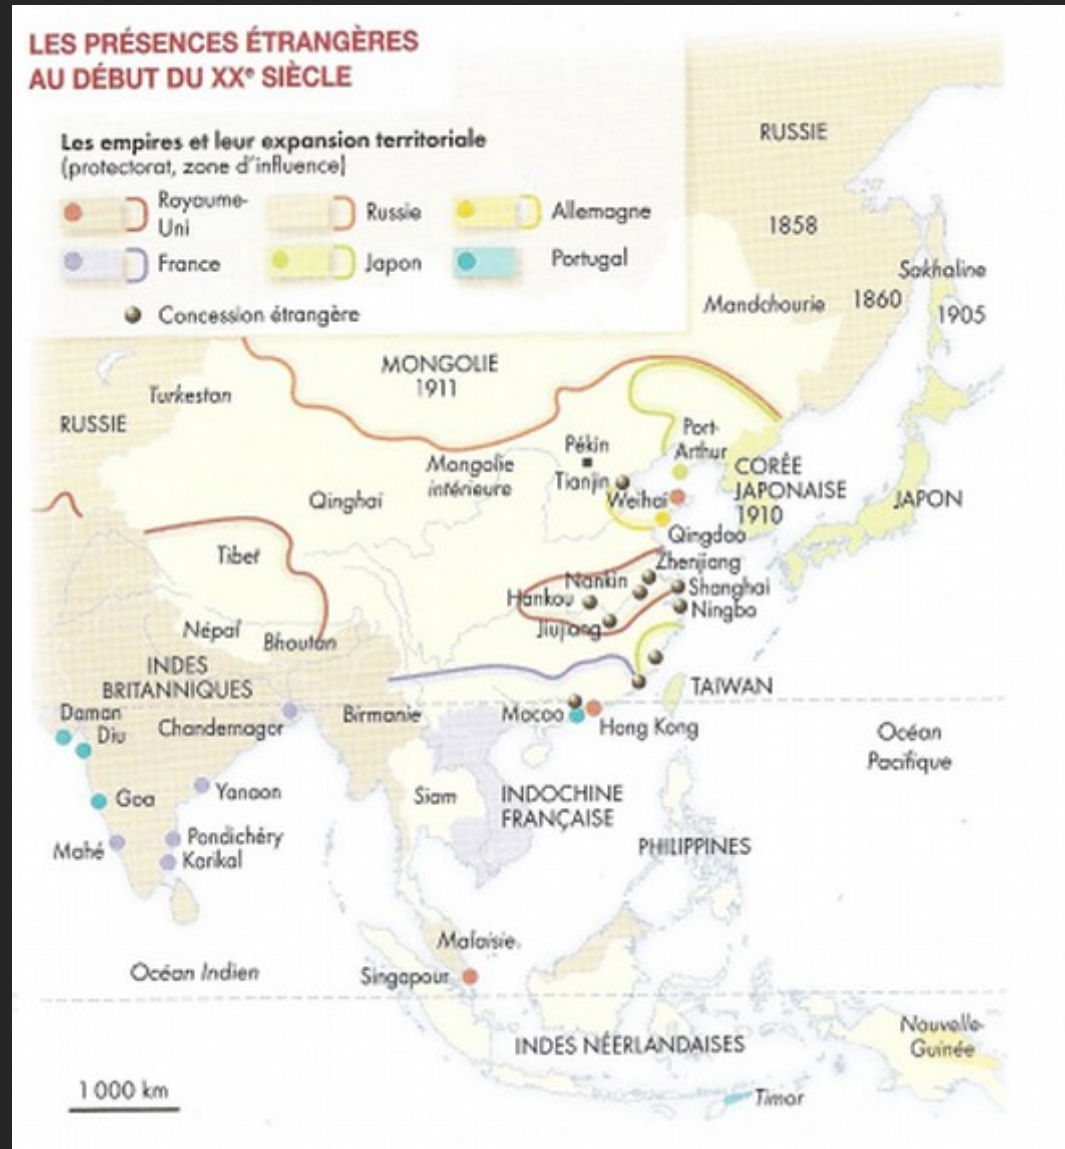 LES PRÉSENCES ÉTRANGÈRES
AU DÉBUT DU XXe SIÈCLE
Les empires et leur expansion territoriale
(protectorat, zone d'influence)
Royaume-
Uni
Russie
Allemagne
France
Japon
Portugal
Concession étrangère
RUSSIE
1858
Sakhaline
Mandchourie
1860
1905
MONGOLIE
1911
Turkestan
RUSSIE
Pékin
Port-
Arthur
Mongolie
intérieure
Tianjin
CORÉE
JAPONAISE
1910
Qinghai
Weihai
JAPON
Qingdao
Tibet
Zhenjiang
Nankin
Shanghai
Hankou
Ningbo
Jiujiang
Népal
Bhoutan
INDES
BRITANNIQUES
TAIWAN
Daman
Diu
Chandernagor
Birmanie
Macao
Hong Kong
Océan
Pacifique
Goa
Yanaon
Siam
INDOCHINE
FRANÇAISE
Mahé
Pondichéry
Karikal
PHILIPPINES
Malaisie
Océan Indien
Singapour
Nouvelle-
Guinée
INDES NÉERLANDAISES
1 000 km
Timor